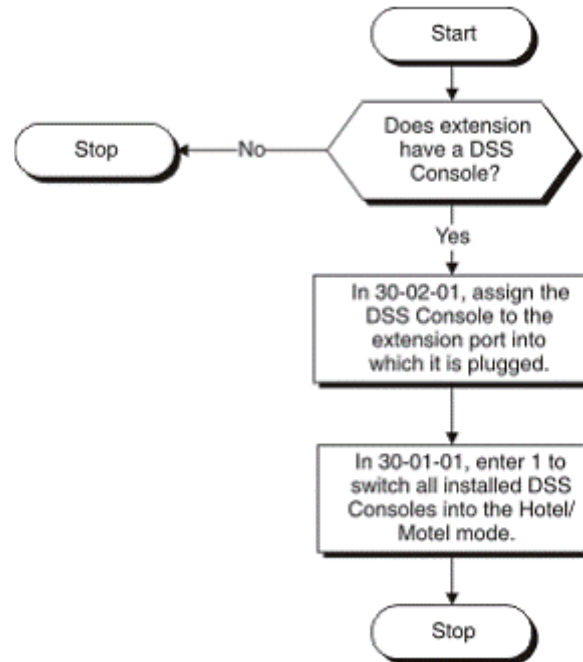 Start
Does extension
have a DSS
Console?
No
Stop
Yes
In 30-02-01, assign the
DSS Console to the
extension port into
which it is plugged.
In 30-01-01, enter 1 to
switch all installed DSS
Consoles into the Hotel/
Motel mode.
Stop